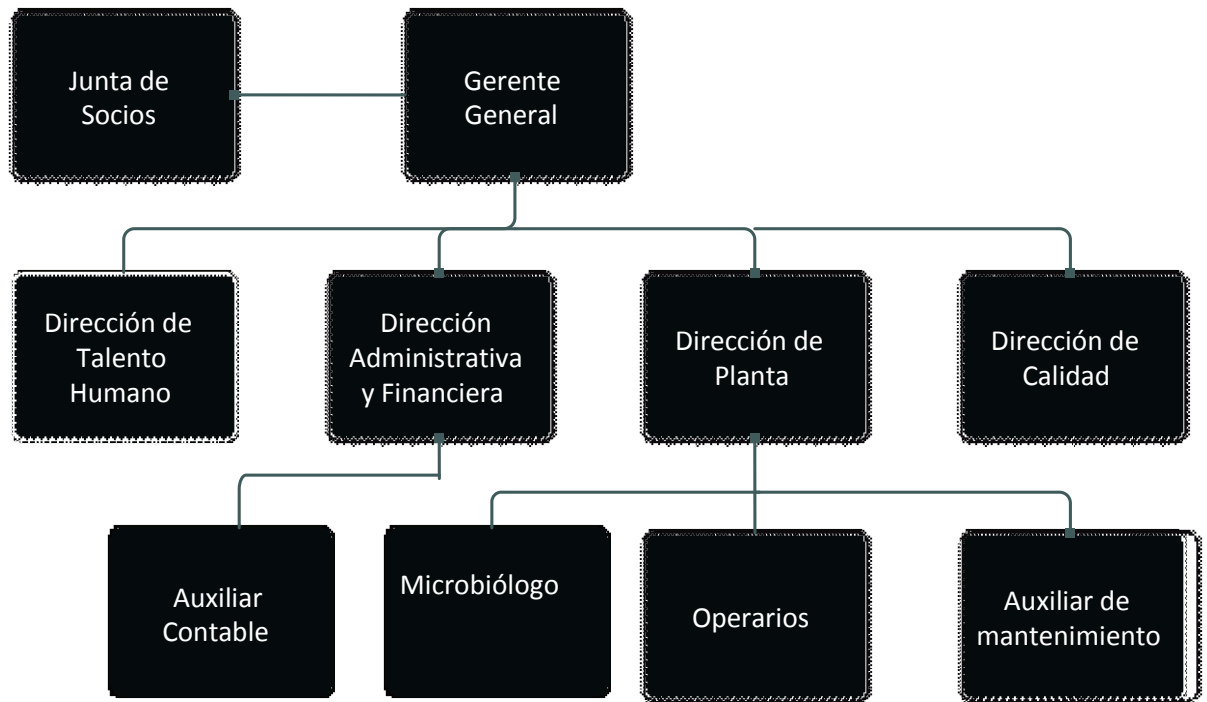 Junta de
Socios
Gerente
General
Dirección de
Talento
Humano
Dirección
Administrativa
y Financiera
Dirección de
Planta
Dirección de
Calidad
Auxiliar
Contable
Microbiólogo
Operarios
Auxiliar de
mantenimiento